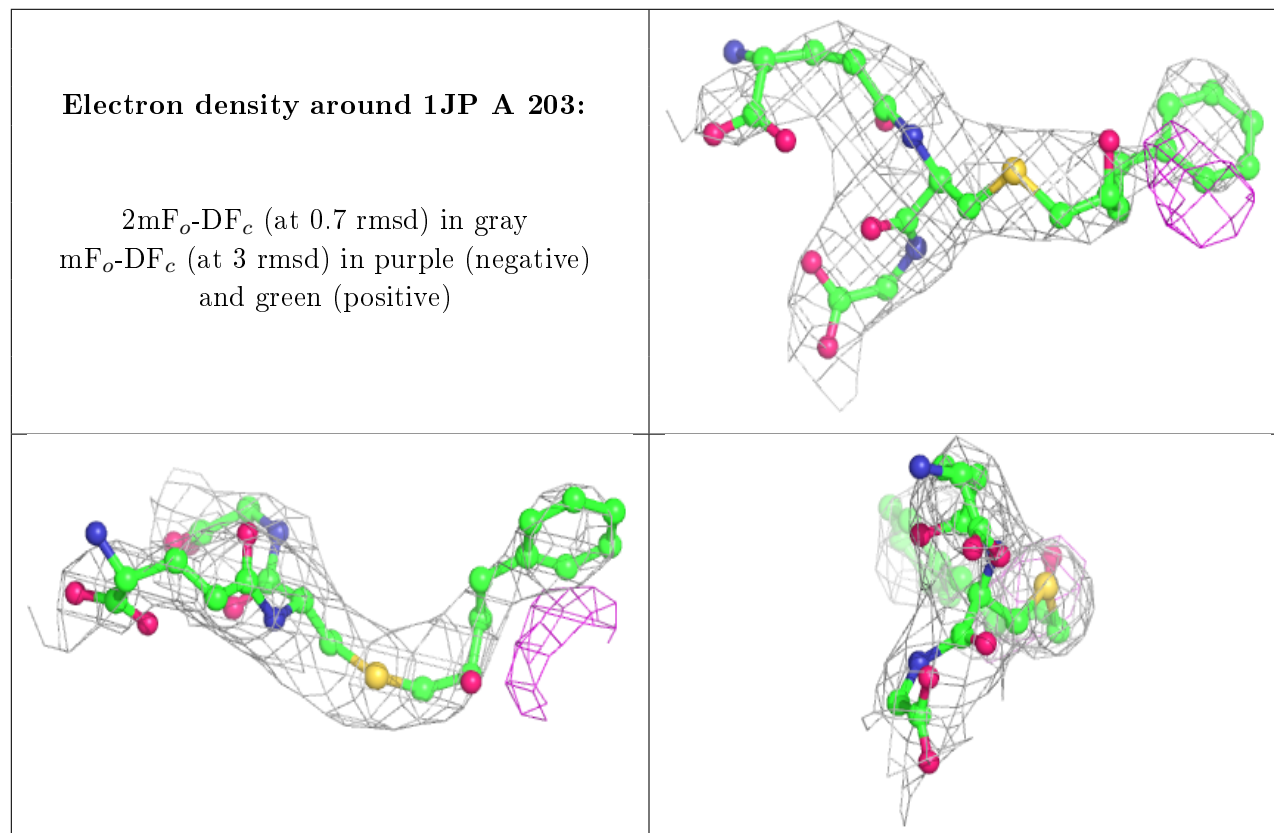 Electron density around 1JP A 203:
2mFo-DFc (at 0.7 rmsd) in gray
mFo-DFc (at 3 rmsd) in purple (negative)
and green (positive)